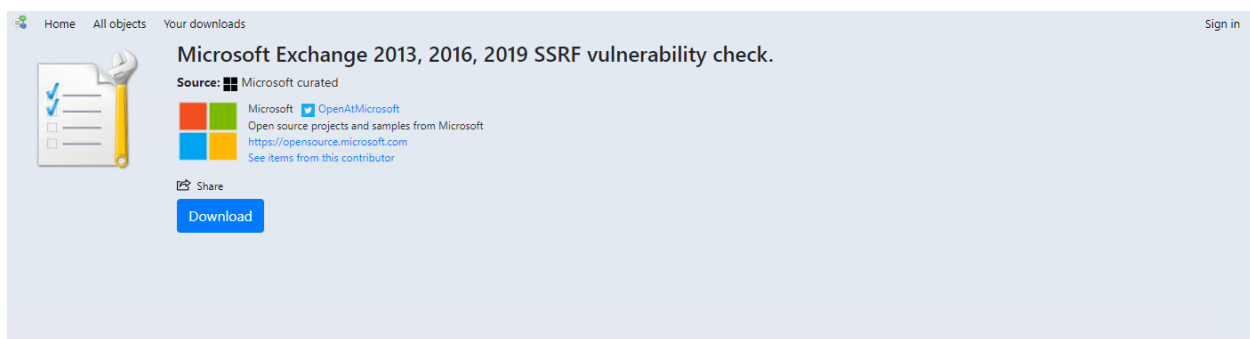 Home All objects Your downloads Sign in
Microsoft Exchange 2013, 2016, 2019 SSRF vulnerability check.
Source: Microsoft curated
Microsoft OpenAtMicrosoft
Open source projects and samples from Microsoft
https://opensource.microsoft.com
See items from this contributor
Share
Download